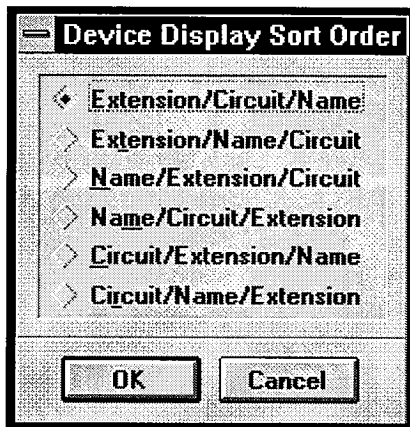 Device Display Sort Order
Extension/Circuit/Name
Extension/Name/Circuit
Name/Extension/Circuit
Name/Circuit/Extension
Circuit/Extension/Name
Circuit/Name/Extension
OK Cancel